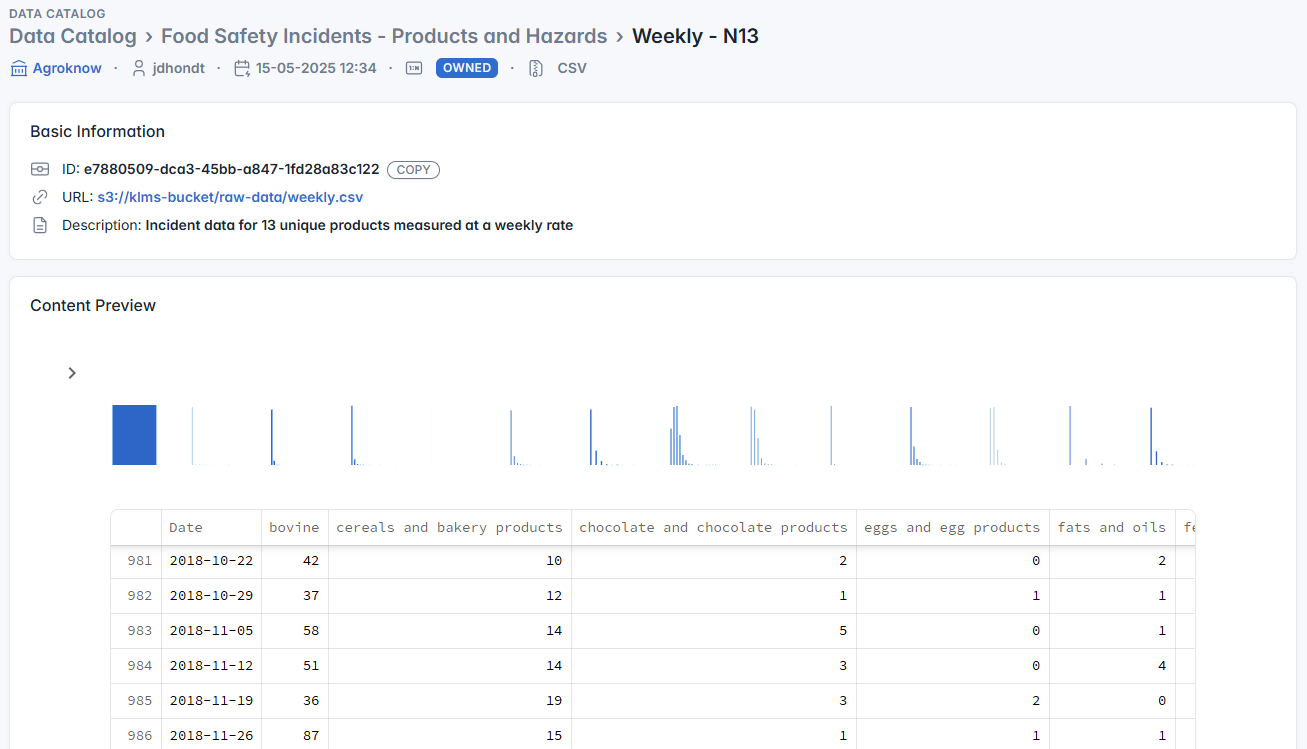 DATA CATALOG
Data Catalog › Food Safety Incidents - Products and Hazards › Weekly - N13
Agroknow · jdhondt · 15-05-2025 12:34 · OWNED · CSV
Basic Information
ID: e7880509-dca3-45bb-a847-1fd28a83c122 COPY
URL: s3://klms-bucket/raw-data/weekly.csv
Description: Incident data for 13 unique products measured at a weekly rate
Content Preview
Date bovine cereals and bakery products chocolate and chocolate products eggs and egg products fats and oils
981 2018-10-22 42 10 2 0 2
982 2018-10-29 37 12 1 1 1
983 2018-11-05 58 14 5 0 1
984 2018-11-12 51 14 3 0 4
985 2018-11-19 36 19 3 2 0
986 2018-11-26 87 15 1 1 1